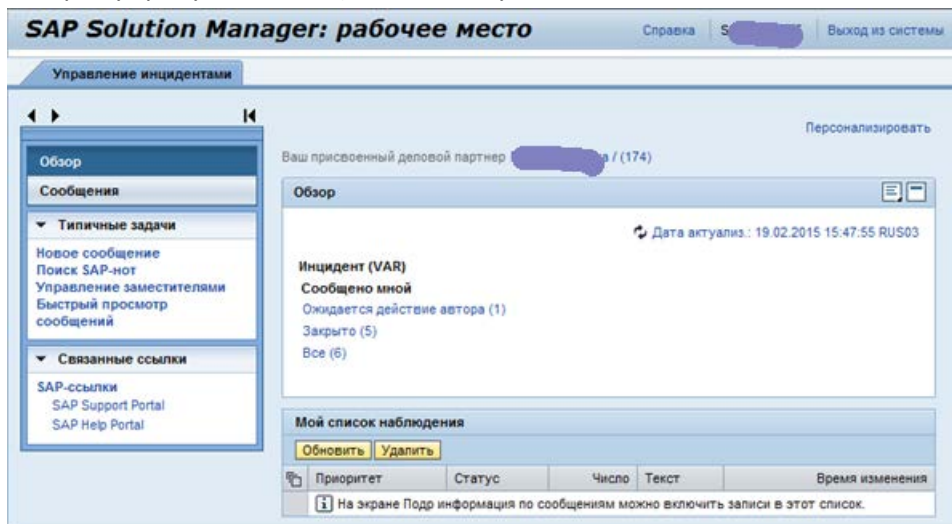 SAP Solution Manager: рабочее место
Справка
S
Выход из системы
Управление инцидентами
Персонализировать
Обзор
Сообщения
Типичные задачи
Новое сообщение
Поиск SAP-нот
Управление заместителями
Быстрый просмотр
сообщений
Связанные ссылки
SAP-ссылки
SAP Support Portal
SAP Help Portal
Ваш присвоенный деловой партнер а / (174)
Обзор
Дата актуализ.: 19.02.2015 15:47:55 RUS03
Инцидент (VAR)
Сообщено мной
Ожидается действие автора (1)
Закрыто (5)
Все (6)
Мой список наблюдения
Обновить Удалить
Приоритет Статус Число Текст Время изменения
На экране Подр информация по сообщениям можно включить записи в этот список.